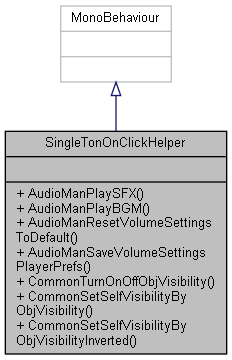 MonoBehaviour
SingleTonOnClickHelper
+ AudioManPlaySFX()
+ AudioManPlayBGM()
+ AudioManResetVolumeSettings
ToDefault()
+ AudioManSaveVolumeSettings
PlayerPrefs()
+ CommonTurnOnOffObjVisibility()
+ CommonSetSelfVisibilityBy
ObjVisibility()
+ CommonSetSelfVisibilityBy
ObjVisibilityInverted()